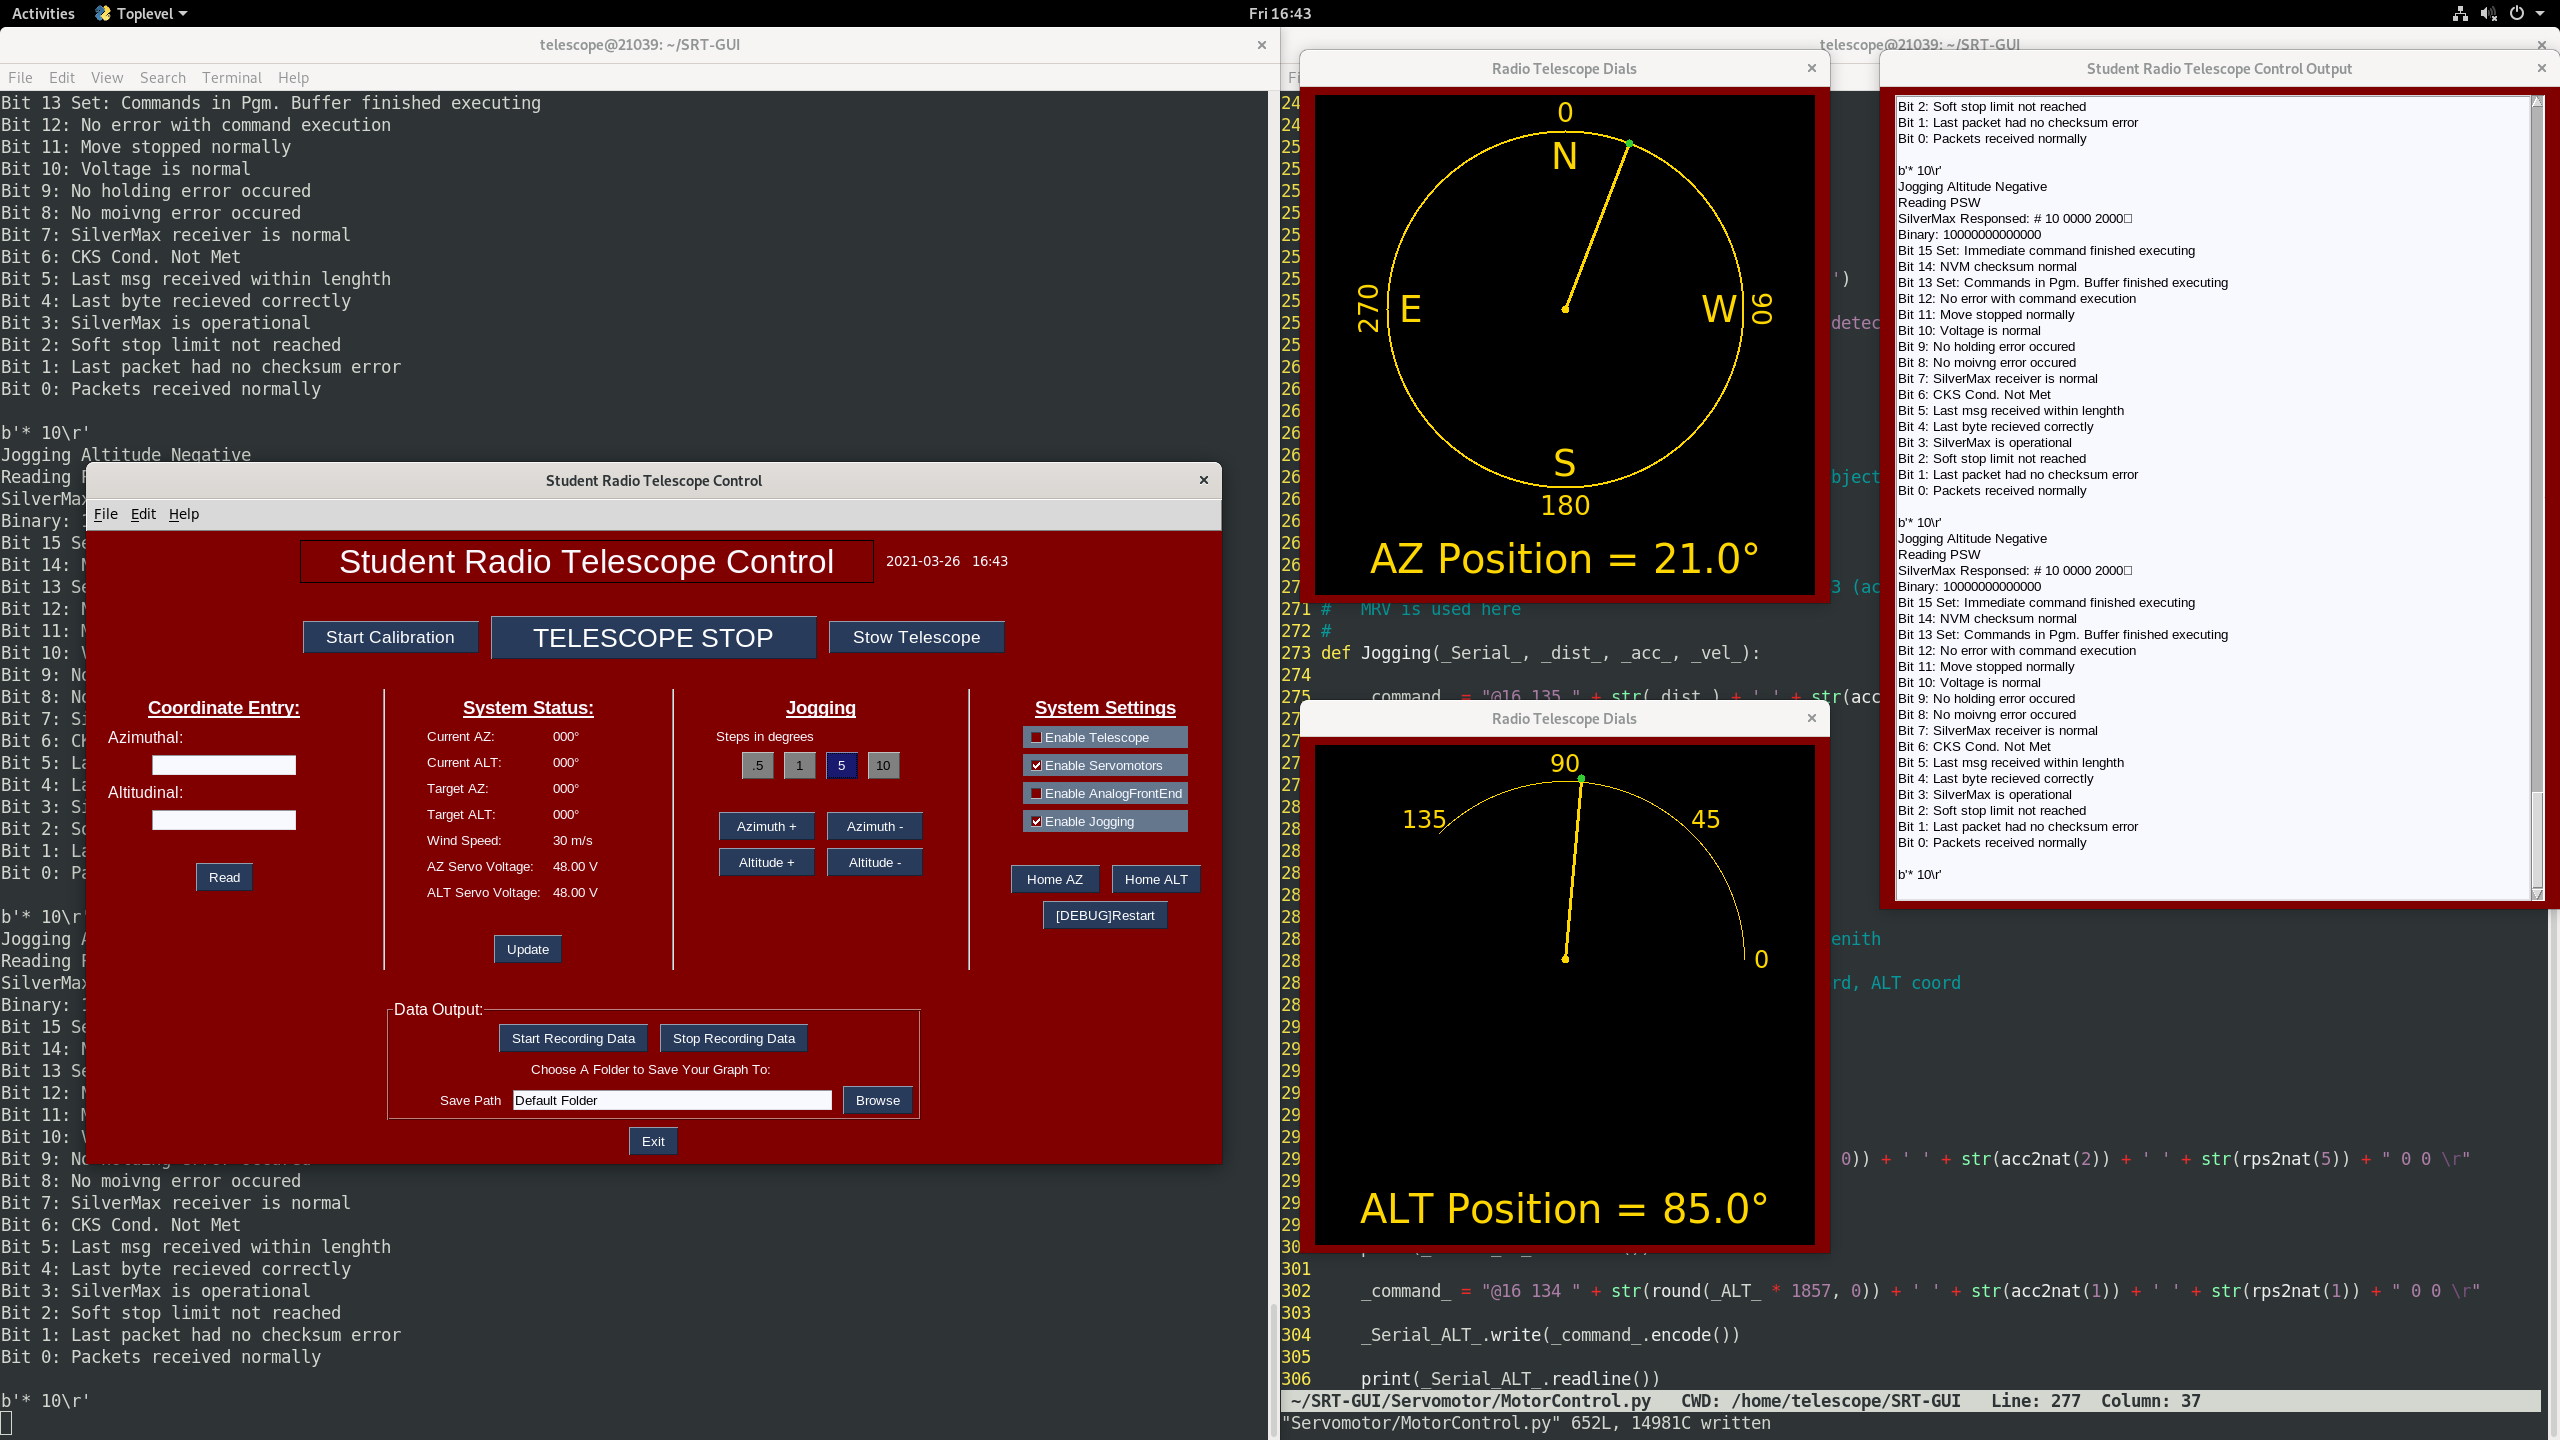 Activities
Toplevel
Fri 16:43
telescope@21039: ~/SRT-GUI
File Edit View Search Terminal Help
Bit 13 Set: Commands in Pgm. Buffer finished executing
Bit 12: No error with command execution
Bit 11: Move stopped normally
Bit 10: Voltage is normal
Bit 9: No holding error occured
Bit 8: No moivng error occured
Bit 7: SilverMax receiver is normal
Bit 6: CKS Cond. Not Met
Bit 5: Last msg received within lenghth
Bit 4: Last byte recieved correctly
Bit 3: SilverMax is operational
Bit 2: Soft stop limit not reached
Bit 1: Last packet had no checksum error
Bit 0: Packets received normally
b'* 10\r'
Jogging Altitude Negative
Student Radio Telescope Control
File Edit Help
Student Radio Telescope Control
2021-03-26 16:43
Start Calibration
TELESCOPE STOP
Stow Telescope
Coordinate Entry:
Azimuthal:
Altitudinal:
Read
System Status:
Current AZ: 000°
Current ALT: 000°
Target AZ: 000°
Target ALT: 000°
Wind Speed: 30 m/s
AZ Servo Voltage: 48.00 V
ALT Servo Voltage: 48.00 V
Update
Jogging
Steps in degrees
.5 1 5 10
Azimuth + Azimuth -
Altitude + Altitude -
System Settings
Enable Telescope
Enable Servomotors
Enable AnalogFrontEnd
Enable Jogging
Home AZ Home ALT
[DEBUG]Restart
Data Output:
Start Recording Data Stop Recording Data
Choose A Folder to Save Your Graph To:
Save Path Default Folder Browse
Exit
Bit 8: No moivng error occured
Bit 7: SilverMax receiver is normal
Bit 6: CKS Cond. Not Met
Bit 5: Last msg received within lenghth
Bit 4: Last byte recieved correctly
Bit 3: SilverMax is operational
Bit 2: Soft stop limit not reached
Bit 1: Last packet had no checksum error
Bit 0: Packets received normally
b'* 10\r'
telescope@21039: ~/SRT-GUI
Radio Telescope Dials
0
N
270 E W 90
S
180
AZ Position = 21.0°
271 # MRV is used here
272 #
273 def Jogging(_Serial_, _dist_, _acc_, _vel_):
274
275 _command_ = "@16 135 " + str(_dist_) + ' ' + str(acc
Radio Telescope Dials
90
135 45
0
ALT Position = 85.0°
enith
rd, ALT coord
0)) + ' ' + str(acc2nat(2)) + ' ' + str(rps2nat(5)) + " 0 0 \r"
301
302 _command_ = "@16 134 " + str(round(_ALT_ * 1857, 0)) + ' ' + str(acc2nat(1)) + ' ' + str(rps2nat(1)) + " 0 0 \r"
303
304 _Serial_ALT_.write(_command_.encode())
305
306 print(_Serial_ALT_.readline())
~/SRT-GUI/Servomotor/MotorControl.py CWD: /home/telescope/SRT-GUI Line: 277 Column: 37
"Servomotor/MotorControl.py" 652L, 14981C written
Student Radio Telescope Control Output
Bit 2: Soft stop limit not reached
Bit 1: Last packet had no checksum error
Bit 0: Packets received normally
b'* 10\r'
Jogging Altitude Negative
Reading PSW
SilverMax Responsed: # 10 0000 2000
Binary: 10000000000000
Bit 15 Set: Immediate command finished executing
Bit 14: NVM checksum normal
Bit 13 Set: Commands in Pgm. Buffer finished executing
Bit 12: No error with command execution
Bit 11: Move stopped normally
Bit 10: Voltage is normal
Bit 9: No holding error occured
Bit 8: No moivng error occured
Bit 7: SilverMax receiver is normal
Bit 6: CKS Cond. Not Met
Bit 5: Last msg received within lenghth
Bit 4: Last byte recieved correctly
Bit 3: SilverMax is operational
Bit 2: Soft stop limit not reached
Bit 1: Last packet had no checksum error
Bit 0: Packets received normally
b'* 10\r'
Jogging Altitude Negative
Reading PSW
SilverMax Responsed: # 10 0000 2000
Binary: 10000000000000
Bit 15 Set: Immediate command finished executing
Bit 14: NVM checksum normal
Bit 13 Set: Commands in Pgm. Buffer finished executing
Bit 12: No error with command execution
Bit 11: Move stopped normally
Bit 10: Voltage is normal
Bit 9: No holding error occured
Bit 8: No moivng error occured
Bit 7: SilverMax receiver is normal
Bit 6: CKS Cond. Not Met
Bit 5: Last msg received within lenghth
Bit 4: Last byte recieved correctly
Bit 3: SilverMax is operational
Bit 2: Soft stop limit not reached
Bit 1: Last packet had no checksum error
Bit 0: Packets received normally
b'* 10\r'